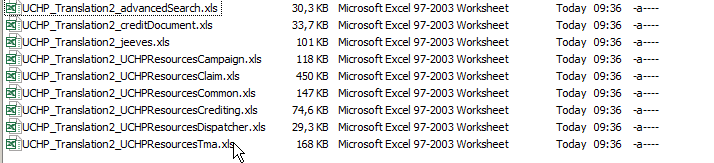 UCHP_Translation2_advancedSearch.xls 30,3 KB Microsoft Excel 97-2003 Worksheet Today 09:36 -a----
UCHP_Translation2_creditDocument.xls 33,7 KB Microsoft Excel 97-2003 Worksheet Today 09:36 -a----
UCHP_Translation2_jeeves.xls 101 KB Microsoft Excel 97-2003 Worksheet Today 09:36 -a----
UCHP_Translation2_UCHPResourcesCampaign.xls 118 KB Microsoft Excel 97-2003 Worksheet Today 09:36 -a----
UCHP_Translation2_UCHPResourcesClaim.xls 450 KB Microsoft Excel 97-2003 Worksheet Today 09:36 -a----
UCHP_Translation2_UCHPResourcesCommon.xls 147 KB Microsoft Excel 97-2003 Worksheet Today 09:36 -a----
UCHP_Translation2_UCHPResourcesCrediting.xls 74,6 KB Microsoft Excel 97-2003 Worksheet Today 09:36 -a----
UCHP_Translation2_UCHPResourcesDispatcher.xls 29,3 KB Microsoft Excel 97-2003 Worksheet Today 09:36 -a----
UCHP_Translation2_UCHPResourcesTma.xls 168 KB Microsoft Excel 97-2003 Worksheet Today 09:36 -a----